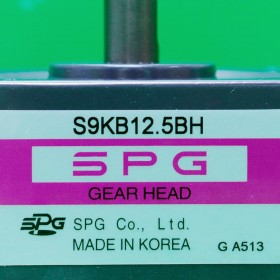 S9KB12.5BH
SPG
GEAR HEAD
SPG SPG Co., Ltd.
MADE IN KOREA G A513